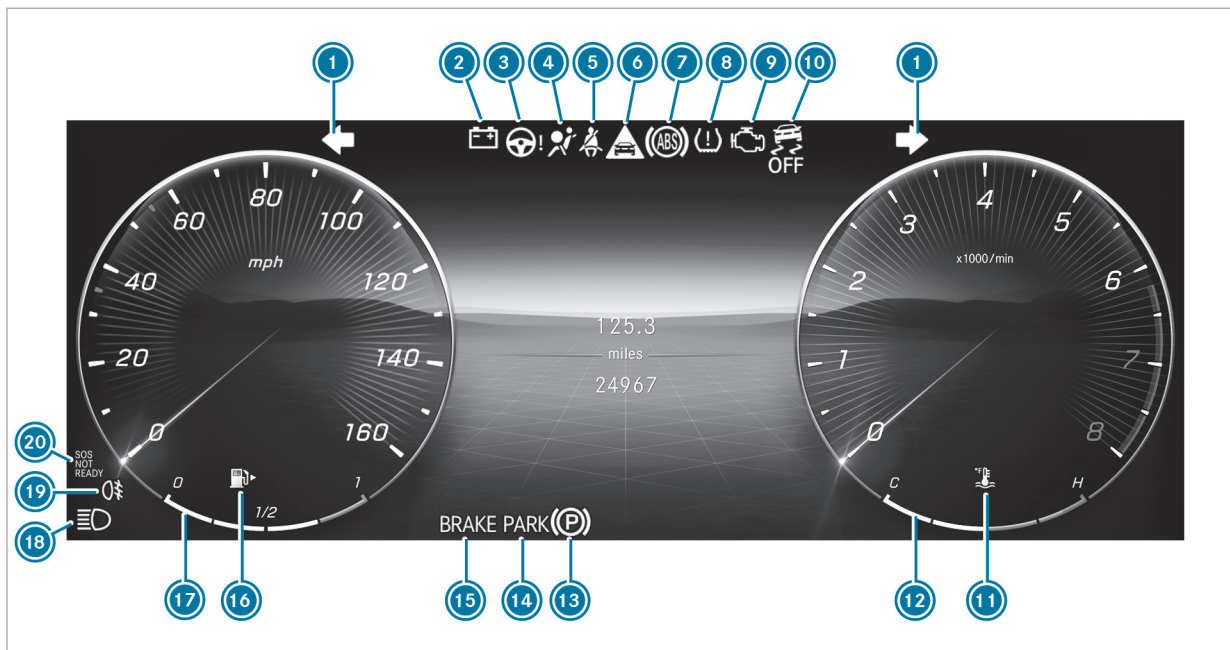 1 2 3 4 5 6 7 8 9 10 1
! ABS !
OFF
80
60 100
mph
40 120
20 140
0 160
0 1
1/2
125.3
miles
24967
4
3 5
x1000/min
2 6
1 7
0 8
°F
C H
SOS
NOT
READY
BRAKE PARK P
20
19
18
17 16 15 14 13 12 11